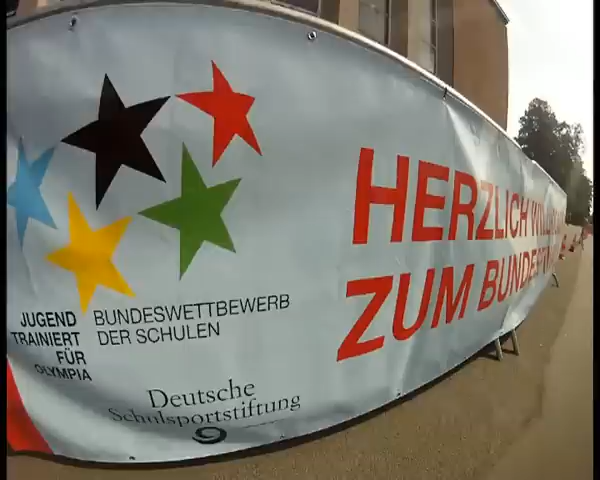 HERZLICH
ZUM
JUGEND
TRAINIERT
FÜR
OLYMPIA
BUNDESWETTBEWERB
DER SCHULEN
Deutsche
Schulsportstiftung